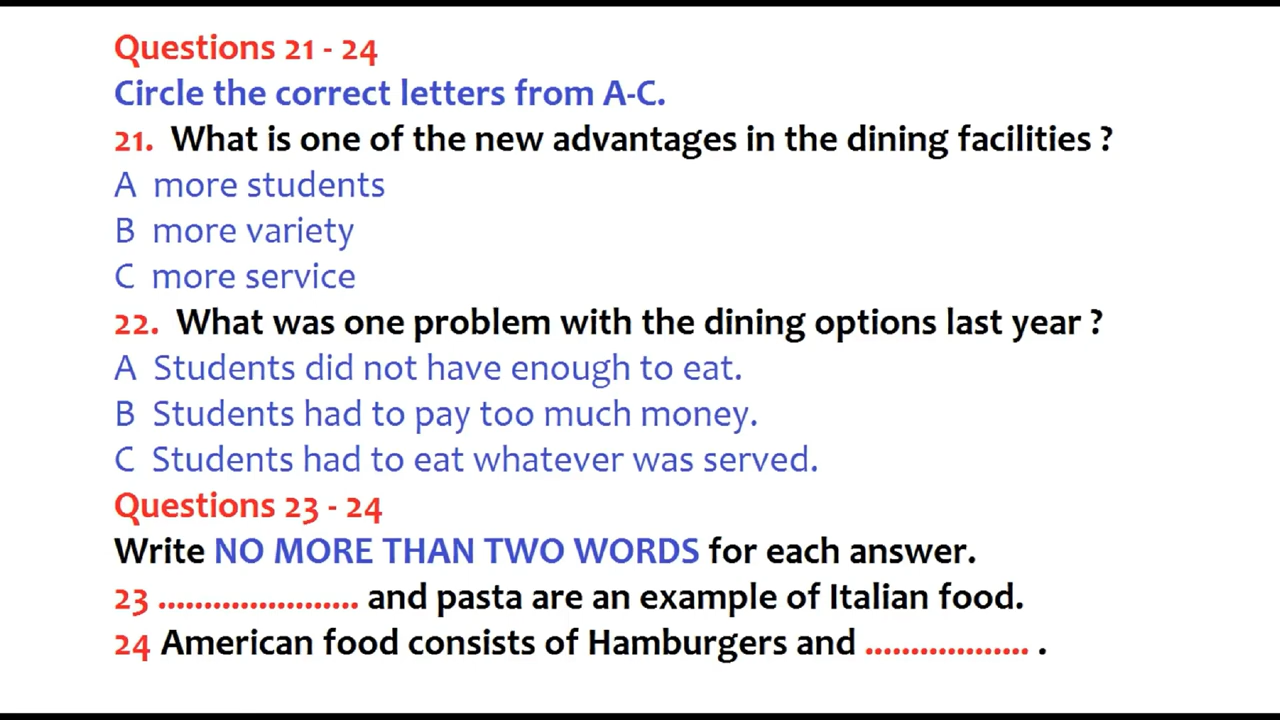 Questions 21 - 24
Circle the correct letters from A-C.
21. What is one of the new advantages in the dining facilities ?
A more students
B more variety
C more service
22. What was one problem with the dining options last year ?
A Students did not have enough to eat.
B Students had to pay too much money.
C Students had to eat whatever was served.
Questions 23 - 24
Write NO MORE THAN TWO WORDS for each answer.
23 ...................... and pasta are an example of Italian food.
24 American food consists of Hamburgers and .................. .